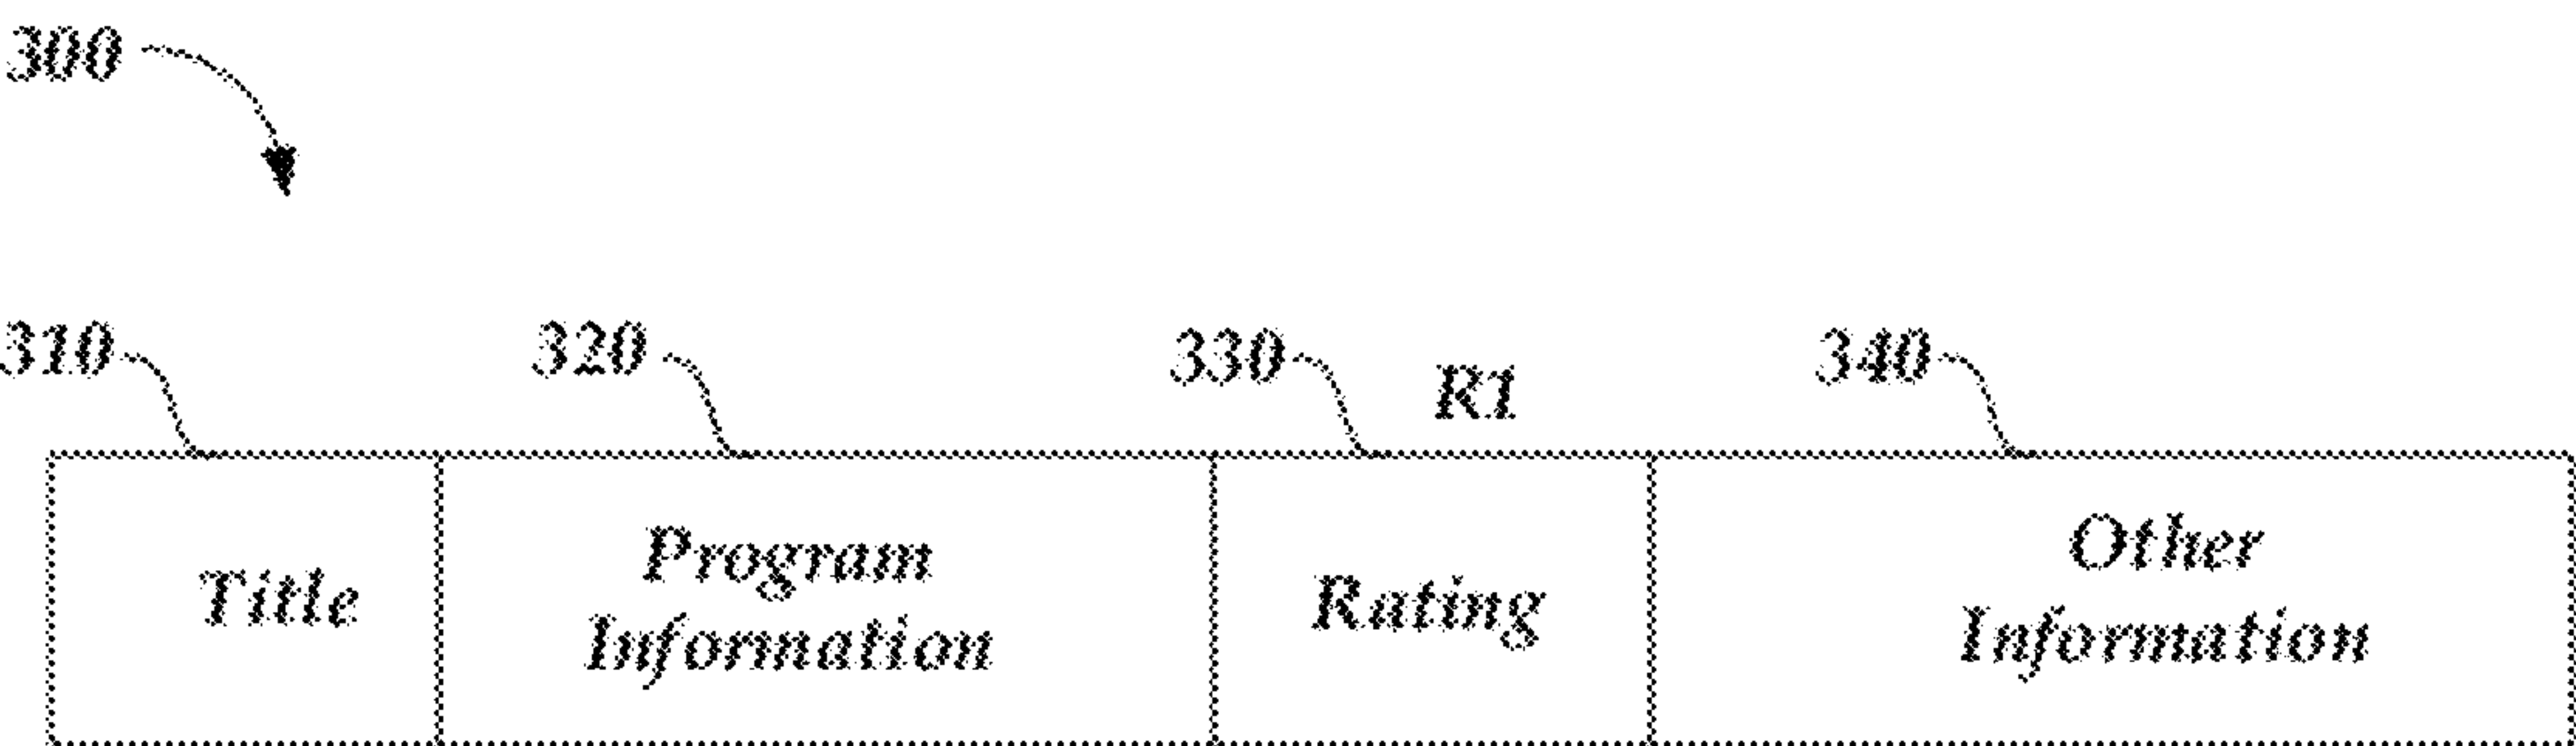 300
310
320
330
R1
340
Title
Program
Information
Rating
Other
Information